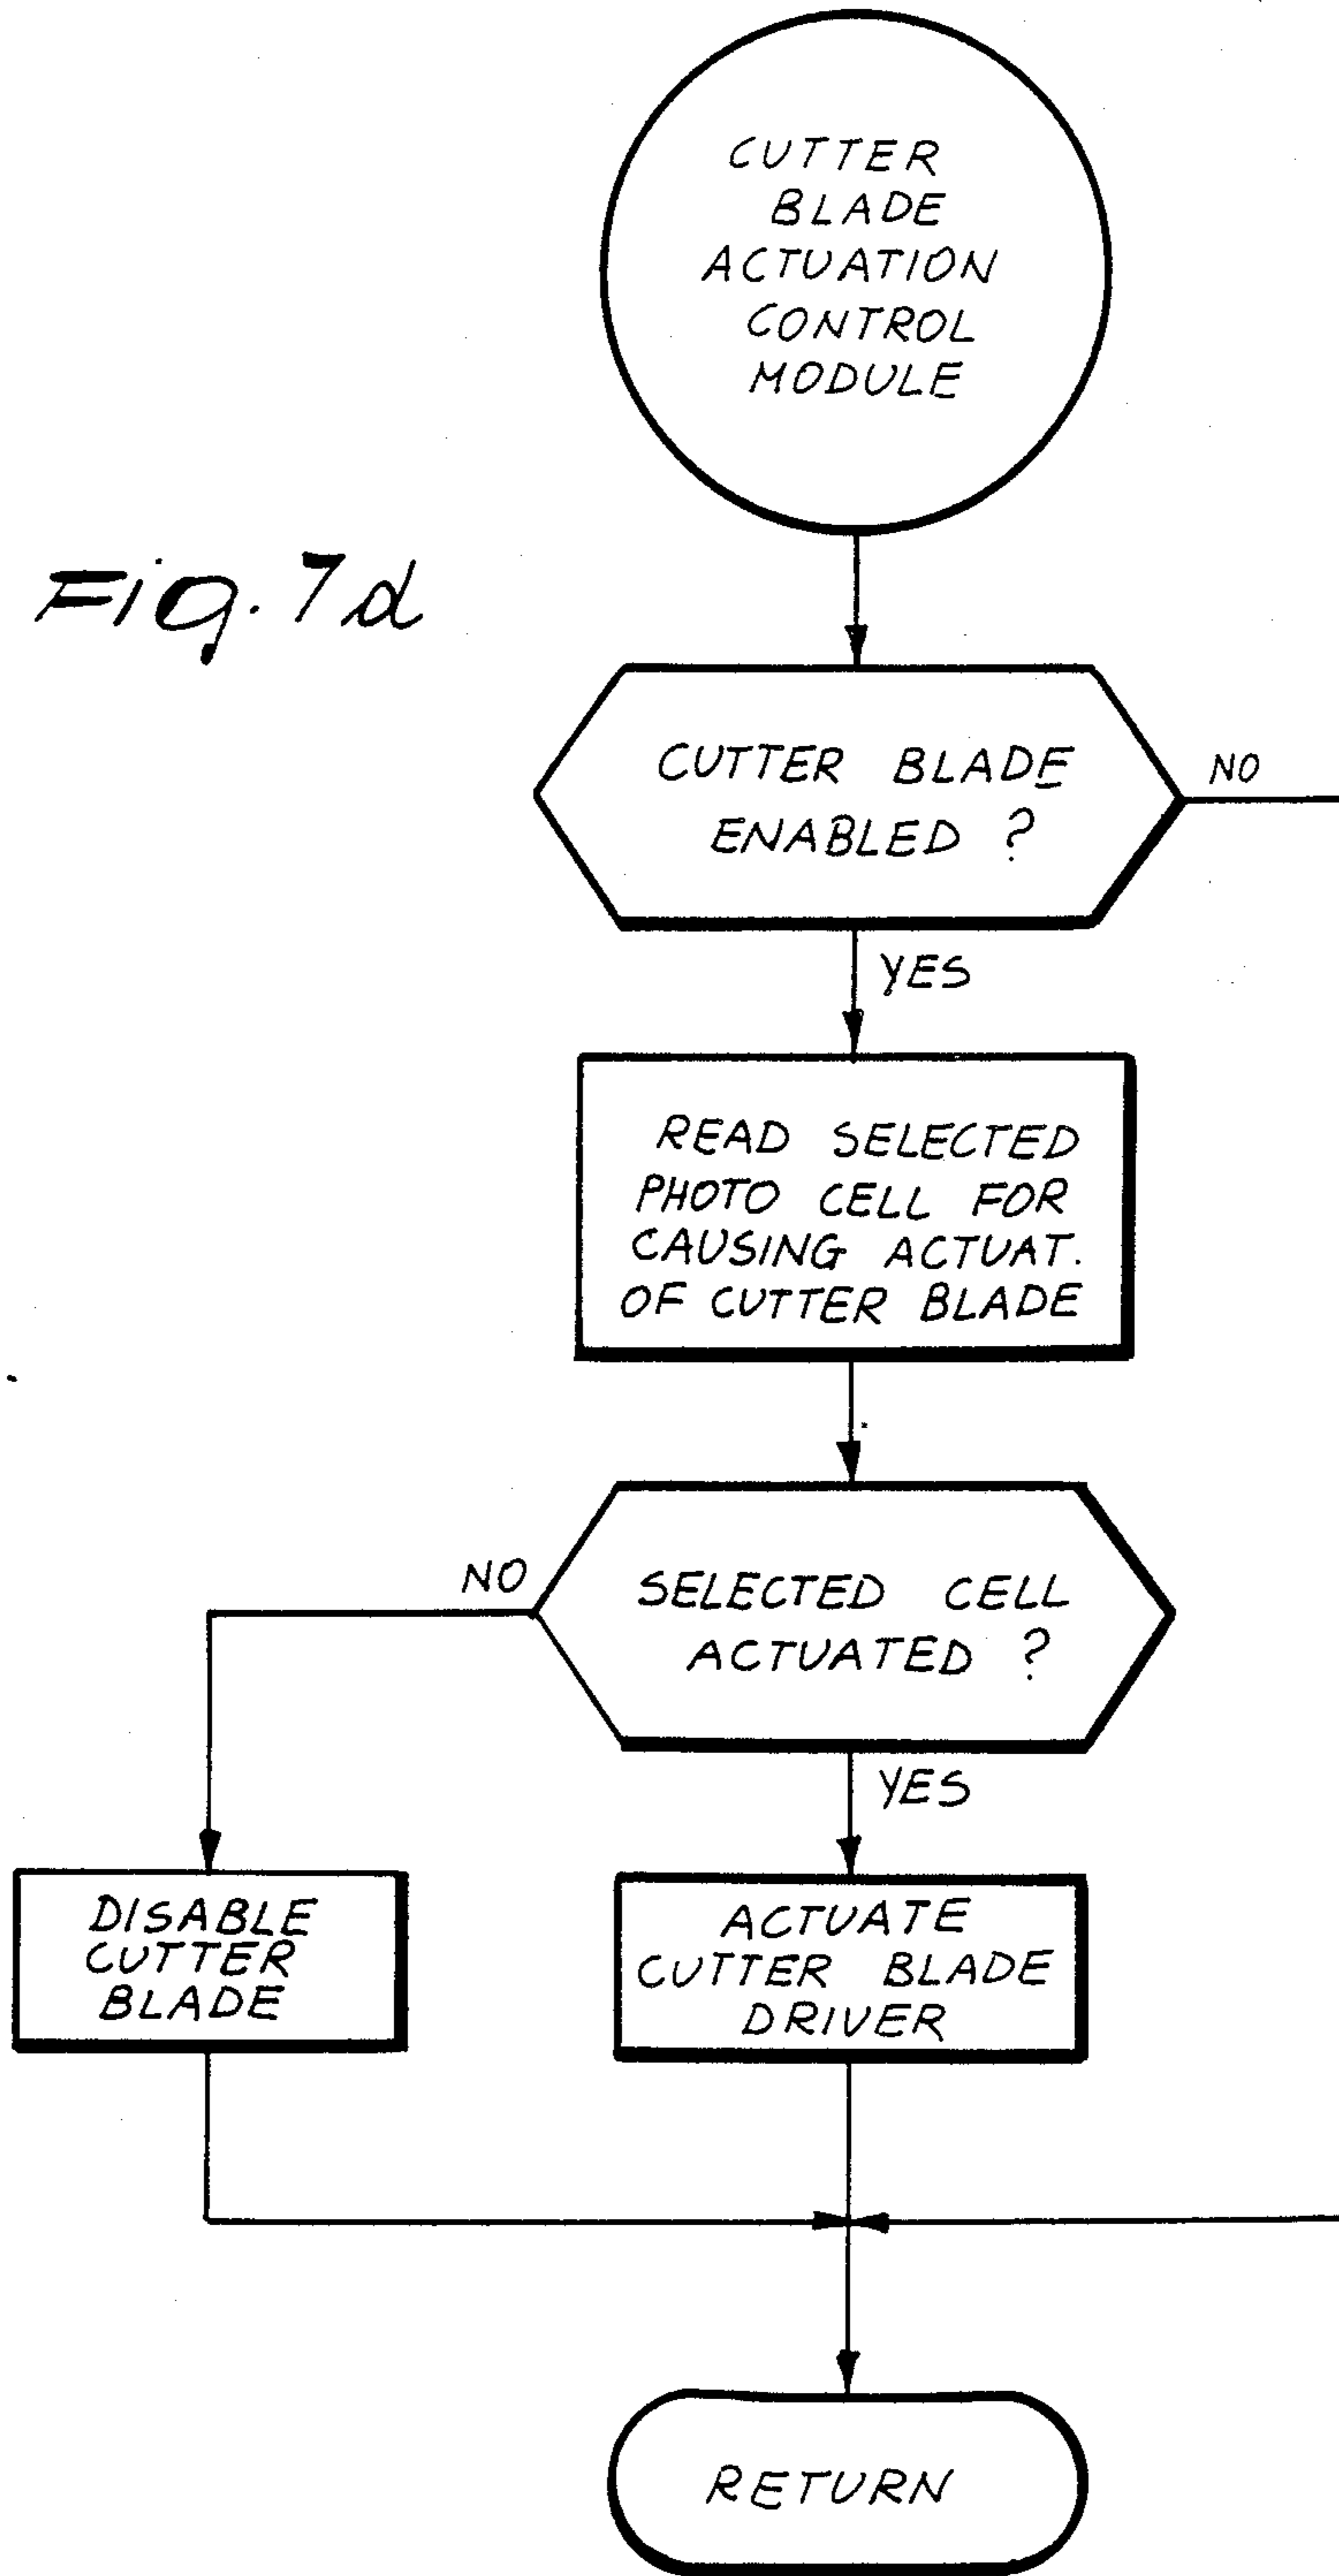 CUTTER
BLADE
ACTUATION
CONTROL
MODULE
Fig. 7d
CUTTER BLADE
ENABLED ?
NO
YES
READ SELECTED
PHOTO CELL FOR
CAUSING ACTUAT.
OF CUTTER BLADE
NO
SELECTED CELL
ACTUATED ?
YES
DISABLE
CUTTER
BLADE
ACTUATE
CUTTER BLADE
DRIVER
RETURN